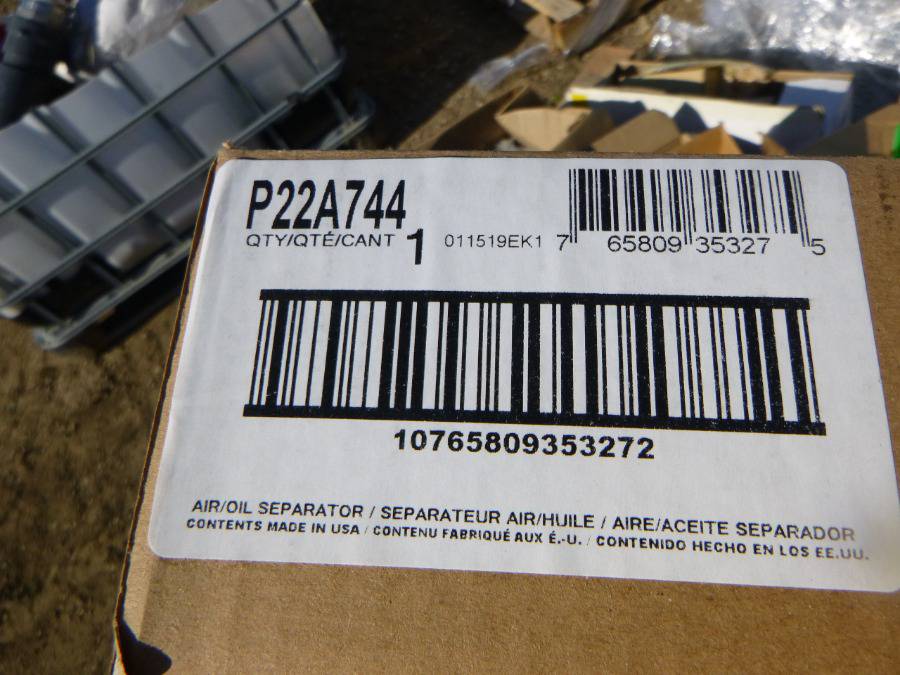 P22A744
QTY/QTÉ/CANT 1 011519EK1 7 65809 35327 5
10765809353272
AIR/OIL SEPARATOR / SEPARATEUR AIR/HUILE / AIRE/ACEITE SEPARADOR
CONTENTS MADE IN USA / CONTENU FABRIQUÉ AUX É.-U. / CONTENIDO HECHO EN LOS EE.UU.